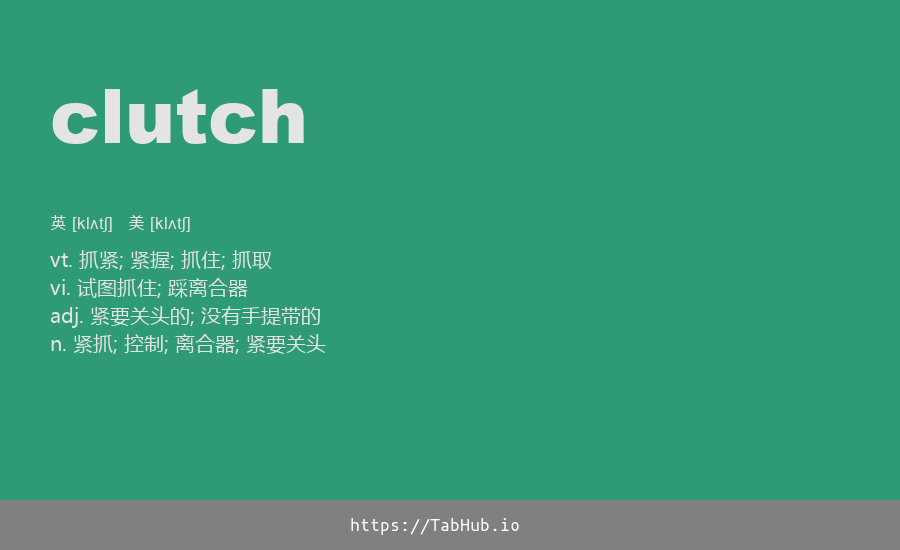 clutch
英 [klʌtʃ] 美 [klʌtʃ]
vt. 抓紧; 紧握; 抓住; 抓取
vi. 试图抓住; 踩离合器
adj. 紧要关头的; 没有手提带的
n. 紧抓; 控制; 离合器; 紧要关头
https://TabHub.io